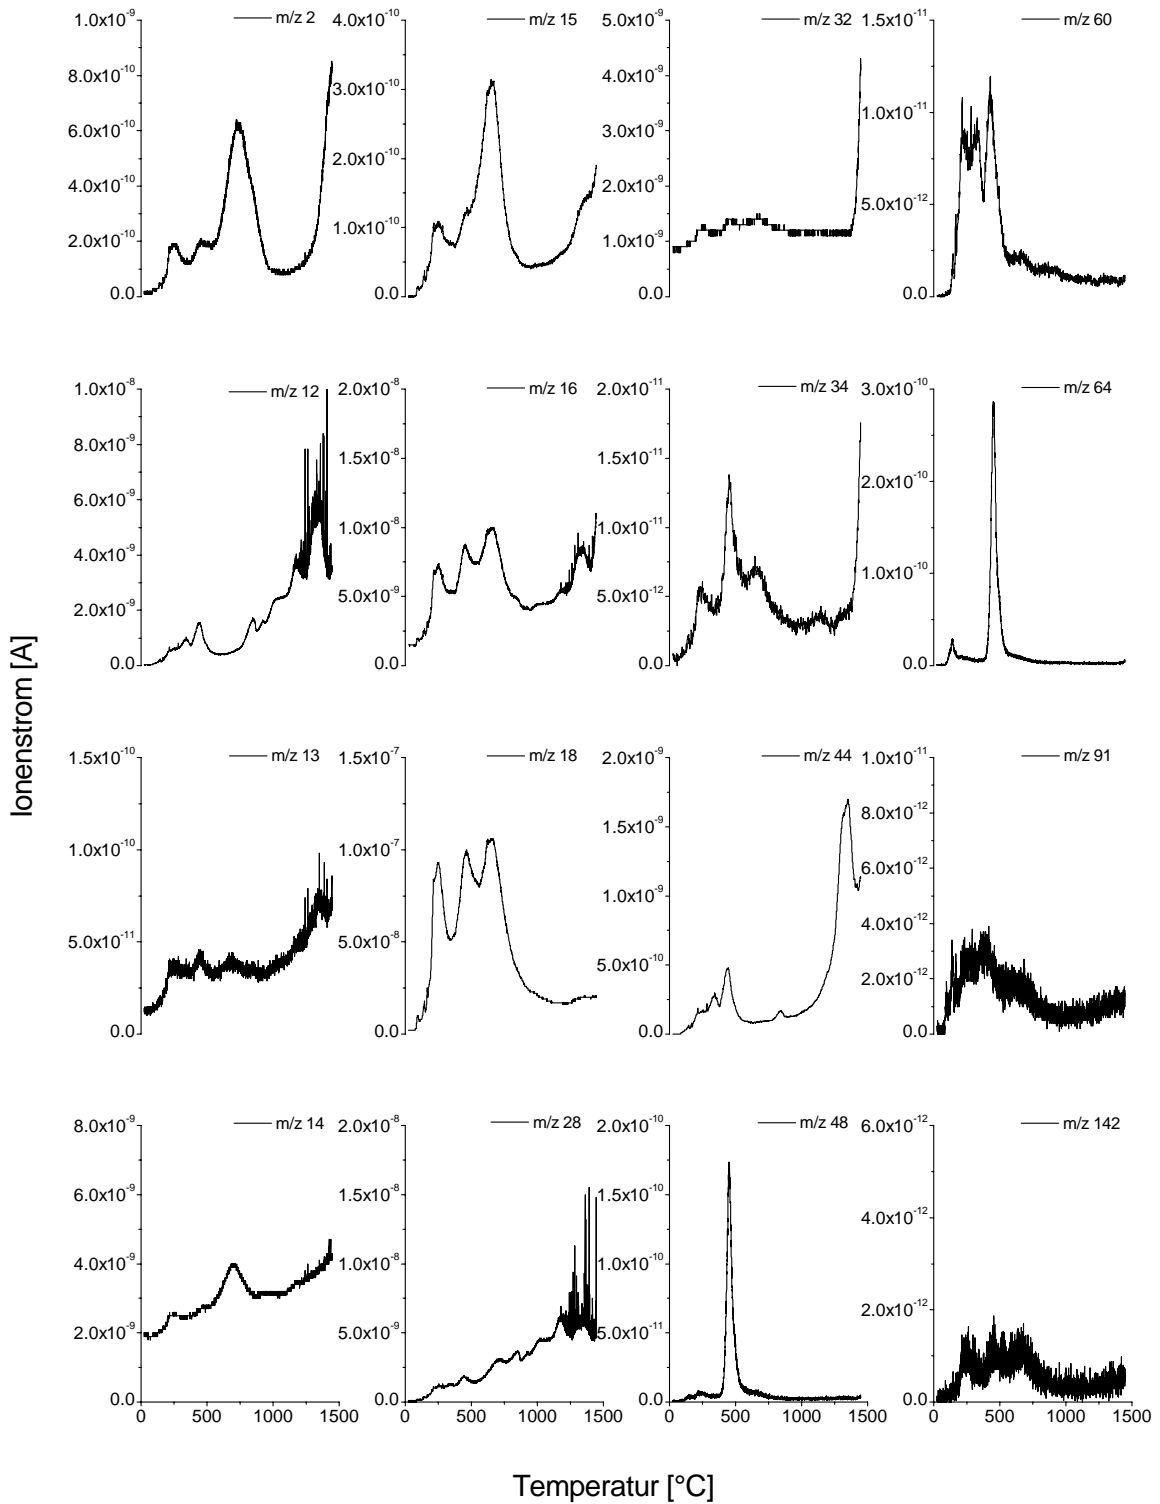 m/z 2
1.0x10⁻⁹
8.0x10⁻¹⁰
6.0x10⁻¹⁰
4.0x10⁻¹⁰
2.0x10⁻¹⁰
0.0
m/z 15
4.0x10⁻¹⁰
3.0x10⁻¹⁰
2.0x10⁻¹⁰
1.0x10⁻¹⁰
0.0
m/z 32
5.0x10⁻⁹
4.0x10⁻⁹
3.0x10⁻⁹
2.0x10⁻⁹
1.0x10⁻⁹
0.0
m/z 60
1.5x10⁻¹¹
1.0x10⁻¹¹
5.0x10⁻¹²
0.0
m/z 12
1.0x10⁻⁸
8.0x10⁻⁹
6.0x10⁻⁹
4.0x10⁻⁹
2.0x10⁻⁹
0.0
m/z 16
2.0x10⁻⁸
1.5x10⁻⁸
1.0x10⁻⁸
5.0x10⁻⁹
0.0
m/z 34
2.0x10⁻¹¹
1.5x10⁻¹¹
1.0x10⁻¹¹
5.0x10⁻¹²
0.0
m/z 64
3.0x10⁻¹⁰
2.0x10⁻¹⁰
1.0x10⁻¹⁰
0.0
Ionenstrom [A]
m/z 13
1.5x10⁻¹⁰
1.0x10⁻¹⁰
5.0x10⁻¹¹
0.0
m/z 18
1.5x10⁻⁷
1.0x10⁻⁷
5.0x10⁻⁸
0.0
m/z 44
2.0x10⁻⁹
1.5x10⁻⁹
1.0x10⁻⁹
5.0x10⁻¹⁰
0.0
m/z 91
1.0x10⁻¹¹
8.0x10⁻¹²
6.0x10⁻¹²
4.0x10⁻¹²
2.0x10⁻¹²
0.0
m/z 14
8.0x10⁻⁹
6.0x10⁻⁹
4.0x10⁻⁹
2.0x10⁻⁹
0.0
0 500 1000 1500
m/z 28
2.0x10⁻⁸
1.5x10⁻⁸
1.0x10⁻⁸
5.0x10⁻⁹
0.0
0 500 1000 1500
m/z 48
2.0x10⁻¹⁰
1.5x10⁻¹⁰
1.0x10⁻¹⁰
5.0x10⁻¹¹
0.0
0 500 1000 1500
m/z 142
6.0x10⁻¹²
4.0x10⁻¹²
2.0x10⁻¹²
0.0
0 500 1000 1500
Temperatur [°C]